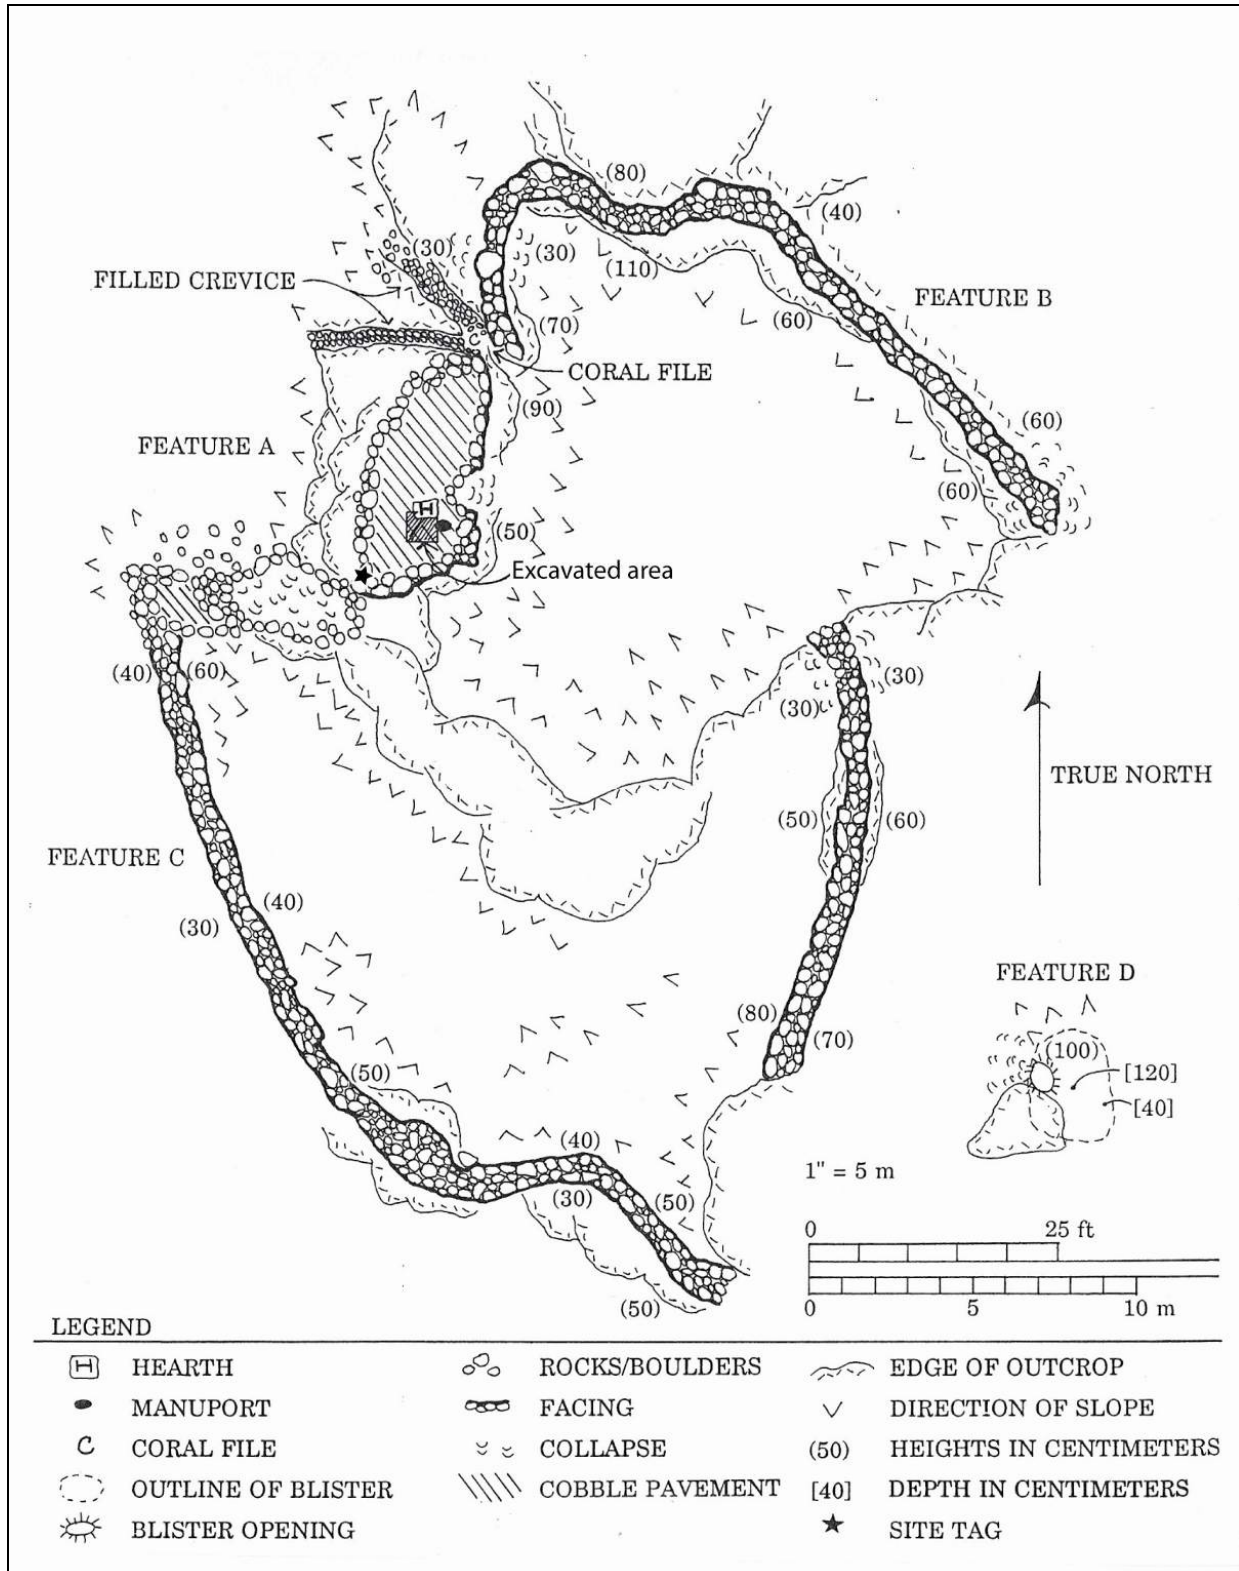 (80)
(40)
(30)
(30)
(110)
FILLED CREVICE
FEATURE B
(70)
(60)
C
CORAL FILE
(90)
(60)
FEATURE A
(60)
H
(50)
Excavated area
(40)
(60)
(30)
(30)
TRUE NORTH
(50)
(60)
FEATURE C
(40)
(30)
FEATURE D
(80)
(70)
(100)
[120]
[40]
(50)
(40)
(30)
(50)
(50)
1" = 5 m
0 25 ft
0 5 10 m
LEGEND
H HEARTH
MANUPORT
C CORAL FILE
OUTLINE OF BLISTER
BLISTER OPENING
ROCKS/BOULDERS
FACING
COLLAPSE
COBBLE PAVEMENT
EDGE OF OUTCROP
DIRECTION OF SLOPE
(50) HEIGHTS IN CENTIMETERS
[40] DEPTH IN CENTIMETERS
SITE TAG